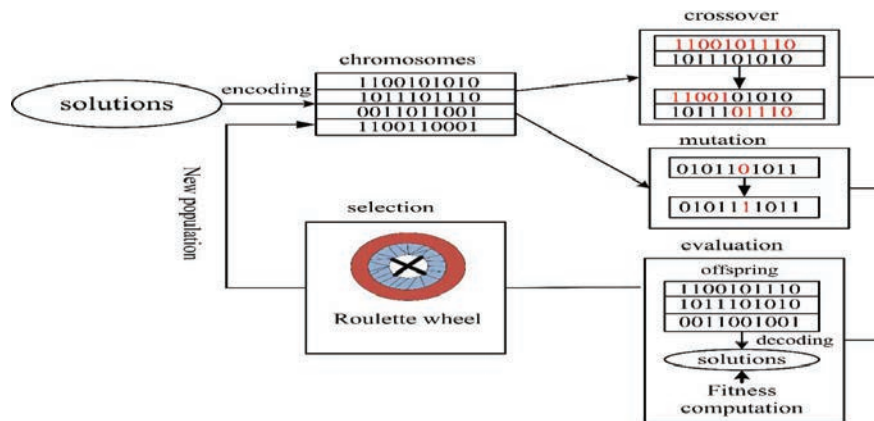 solutions
encoding
chromosomes
1100101010
1011101110
0011011001
1100110001
crossover
1100101110
1011101010
1100101010
1011101110
mutation
0101101011
0101111011
New population
selection
Roulette wheel
evaluation
offspring
1100101110
1011101010
0011001001
decoding
solutions
Fitness
computation